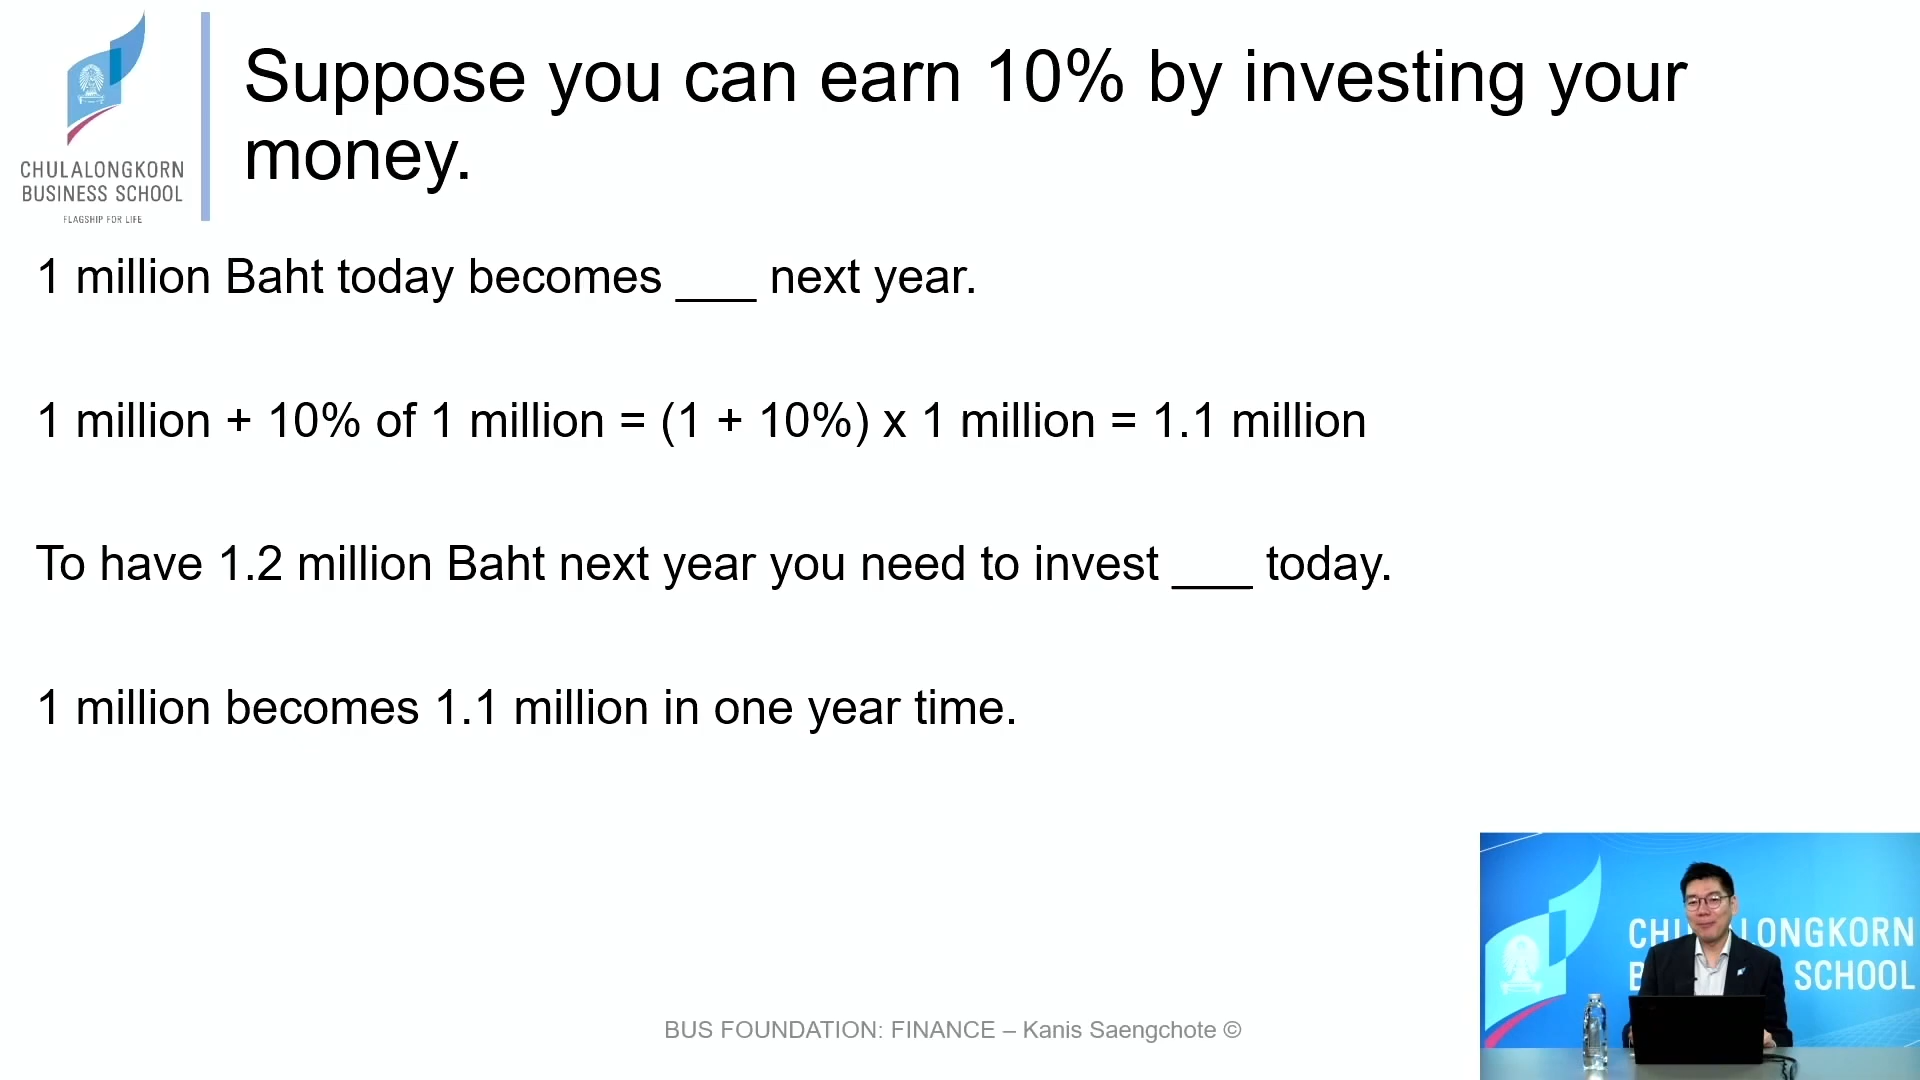 CHULALONGKORN
BUSINESS SCHOOL
FLAGSHIP FOR LIFE
Suppose you can earn 10% by investing your
money.
1 million Baht today becomes ___ next year.
1 million + 10% of 1 million = (1 + 10%) x 1 million = 1.1 million
To have 1.2 million Baht next year you need to invest ___ today.
1 million becomes 1.1 million in one year time.
CHU LONGKORN
B SCHOOL
BUS FOUNDATION: FINANCE – Kanis Saengchote ©